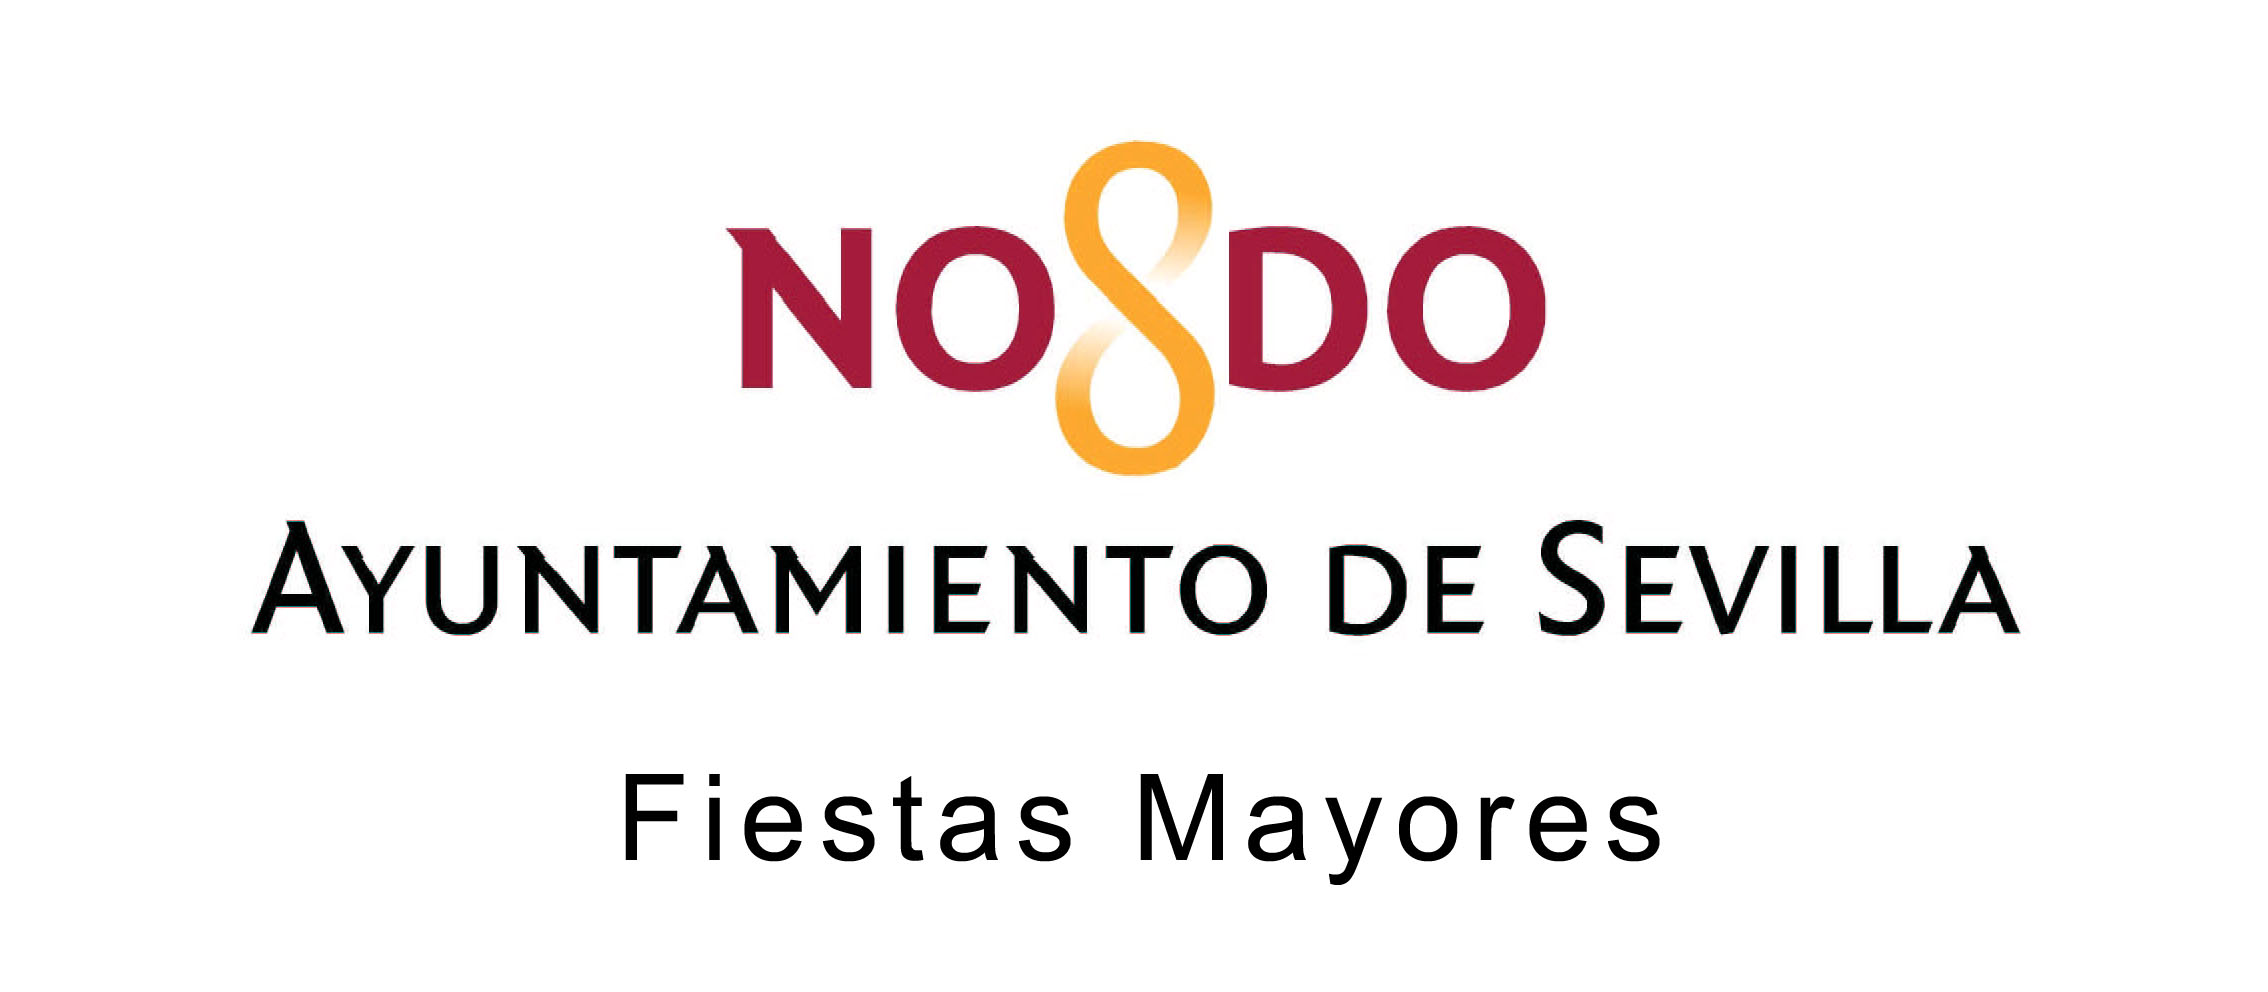 NO8DO
AYUNTAMIENTO DE SEVILLA
Fiestas Mayores